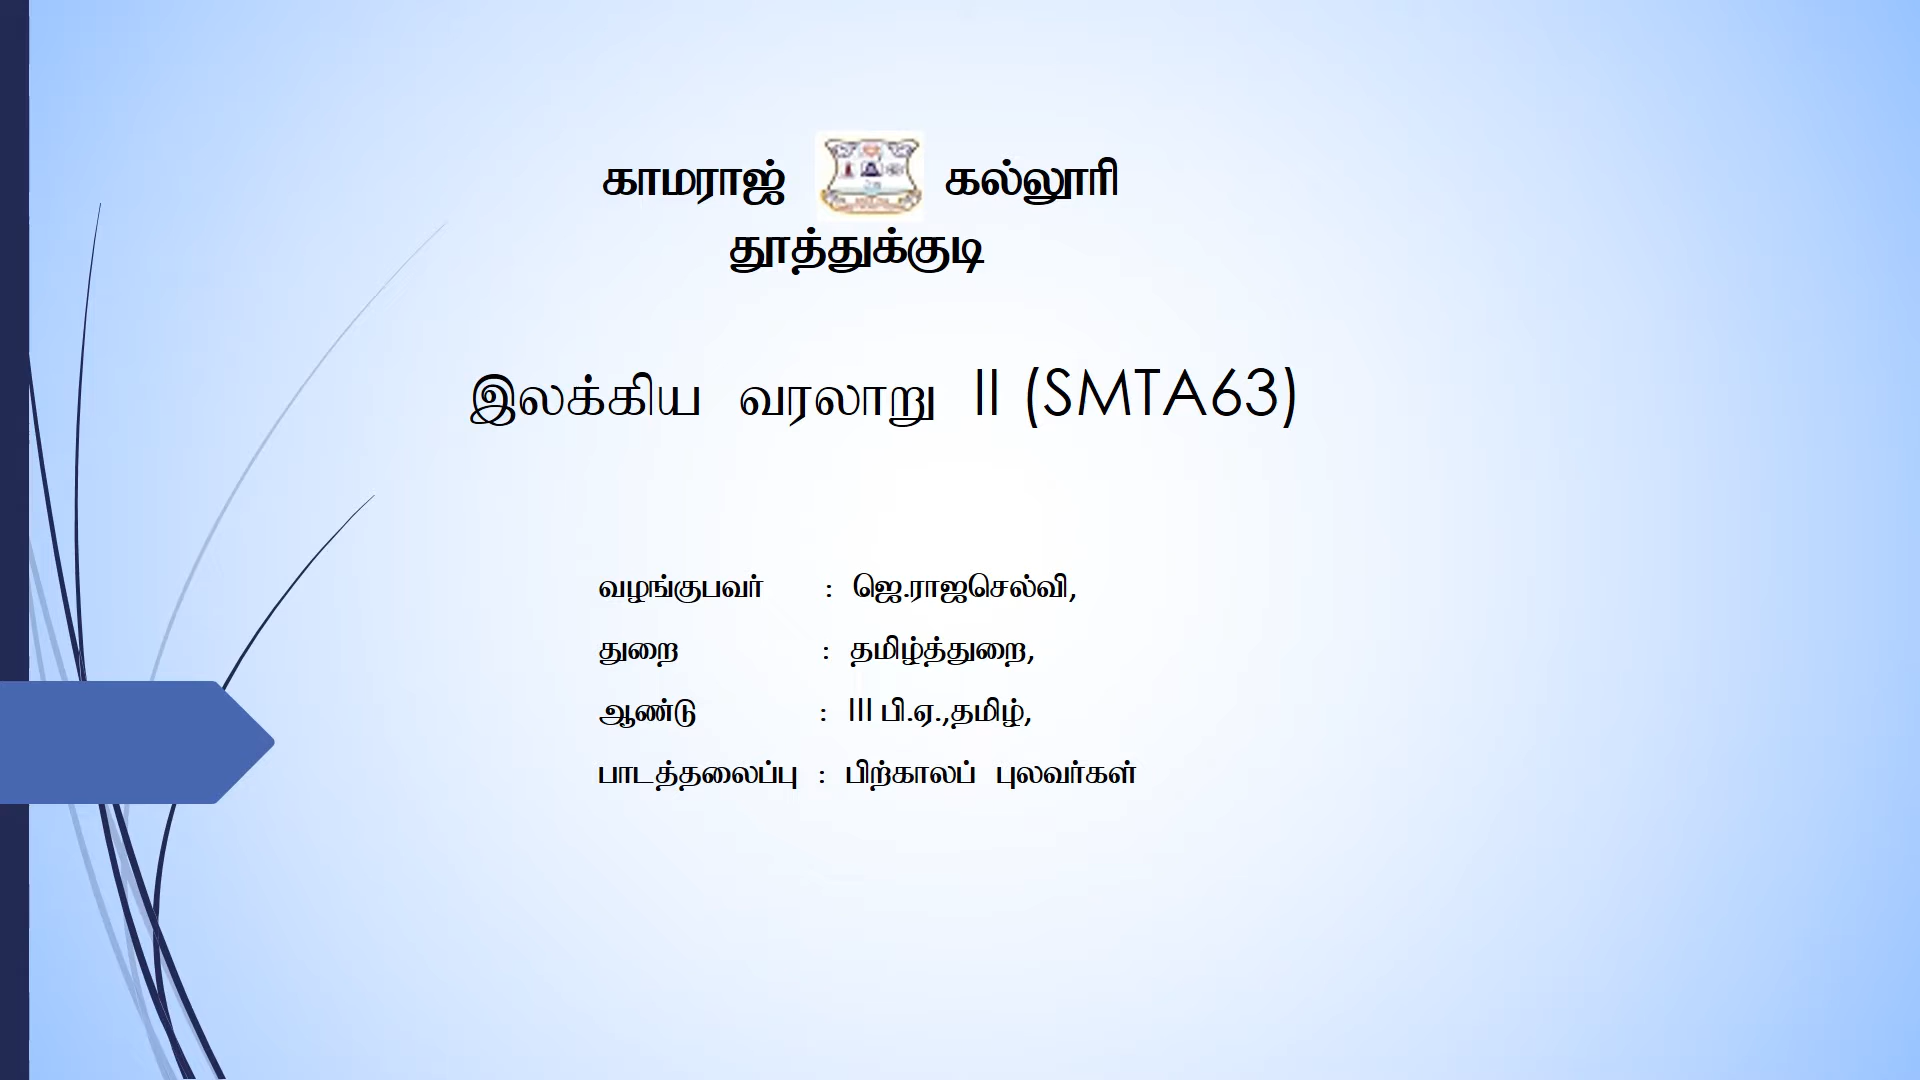 காமராஜ் கல்லூரி
தூத்துக்குடி
இலக்கிய வரலாறு II (SMTA63)
வழங்குபவர் : ஜெ.ராஜசெல்வி,
துறை : தமிழ்த்துறை,
ஆண்டு : III பி.ஏ.,தமிழ்,
பாடத்தலைப்பு : பிற்காலப் புலவர்கள்